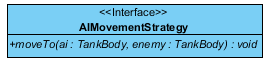 <<Interface>>
AIMovementStrategy
+moveTo(ai : TankBody, enemy : TankBody) : void